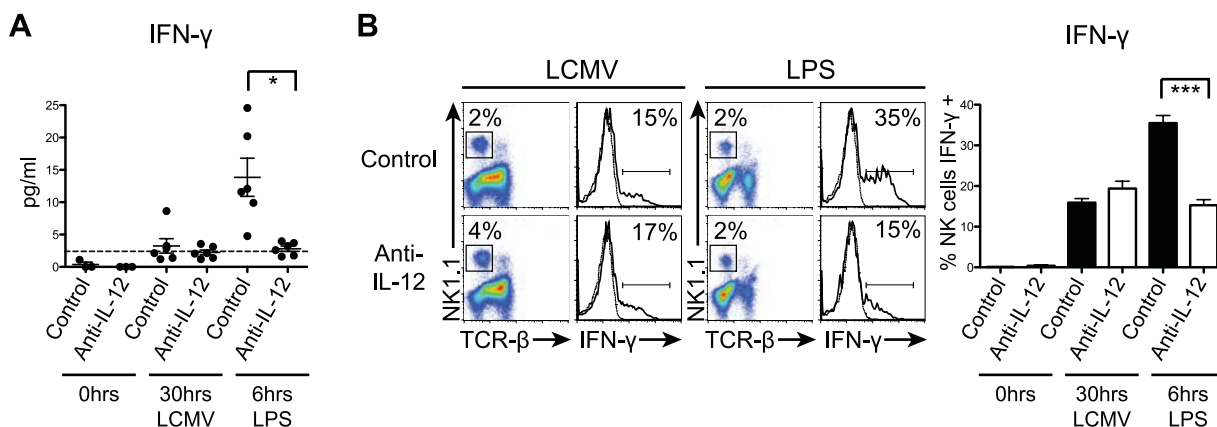 A
IFN-γ
pg/ml
25
20
15
10
5
0
*
Control
Anti-IL-12
Control
Anti-IL-12
Control
Anti-IL-12
0hrs
30hrs
LCMV
6hrs
LPS
B
LCMV
LPS
Control
2%
15%
2%
35%
Anti-
IL-12
4%
17%
2%
15%
NK1.1
NK1.1
TCR-β
IFN-γ
TCR-β
IFN-γ
IFN-γ
% NK cells IFN-γ +
40
30
20
10
0
***
Control
Anti-IL-12
Control
Anti-IL-12
Control
Anti-IL-12
0hrs
30hrs
LCMV
6hrs
LPS